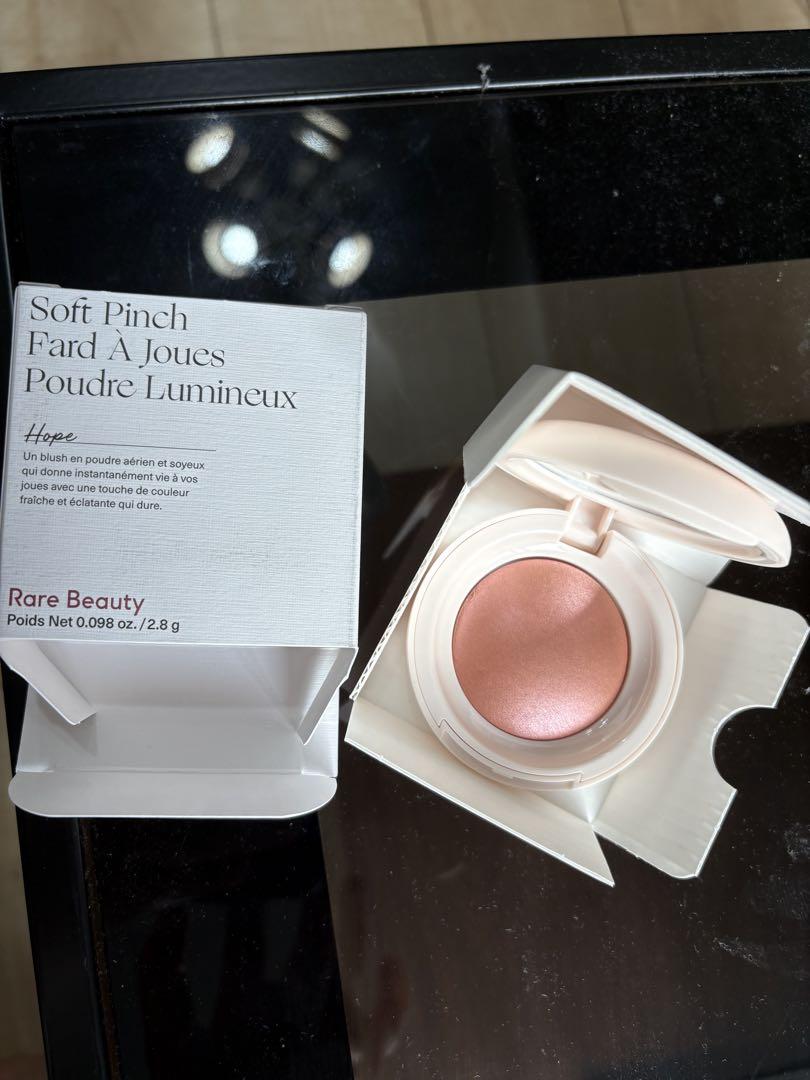 Soft Pinch
Fard À Joues
Poudre Lumineux
Hope
Un blush en poudre aérien et soyeux
qui donne instantanément vie à vos
joues avec une touche de couleur
fraîche et éclatante qui dure.
Rare Beauty
Poids Net 0.098 oz./2.8 g